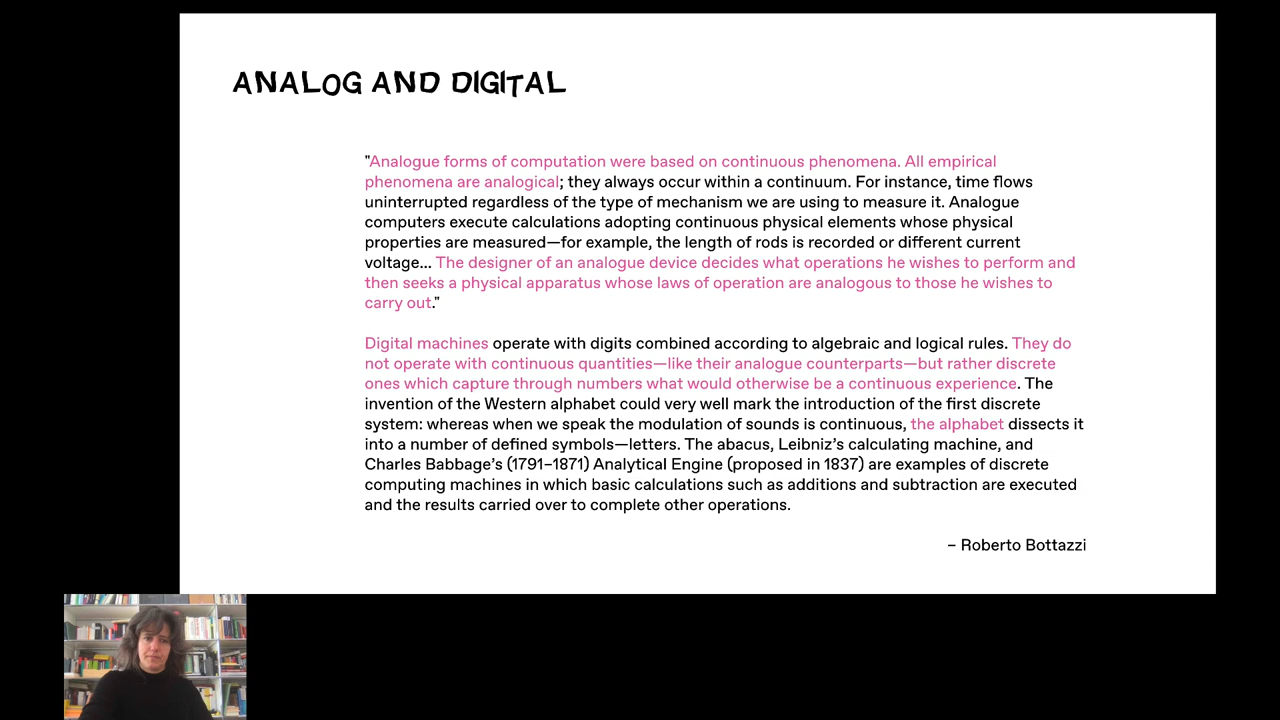 ANALOG AND DIGITAL
"Analogue forms of computation were based on continuous phenomena. All empirical
phenomena are analogical; they always occur within a continuum. For instance, time flows
uninterrupted regardless of the type of mechanism we are using to measure it. Analogue
computers execute calculations adopting continuous physical elements whose physical
properties are measured—for example, the length of rods is recorded or different current
voltage... The designer of an analogue device decides what operations he wishes to perform and
then seeks a physical apparatus whose laws of operation are analogous to those he wishes to
carry out."
Digital machines operate with digits combined according to algebraic and logical rules. They do
not operate with continuous quantities—like their analogue counterparts—but rather discrete
ones which capture through numbers what would otherwise be a continuous experience. The
invention of the Western alphabet could very well mark the introduction of the first discrete
system: whereas when we speak the modulation of sounds is continuous, the alphabet dissects it
into a number of defined symbols—letters. The abacus, Leibniz’s calculating machine, and
Charles Babbage’s (1791–1871) Analytical Engine (proposed in 1837) are examples of discrete
computing machines in which basic calculations such as additions and subtraction are executed
and the results carried over to complete other operations.
– Roberto Bottazzi